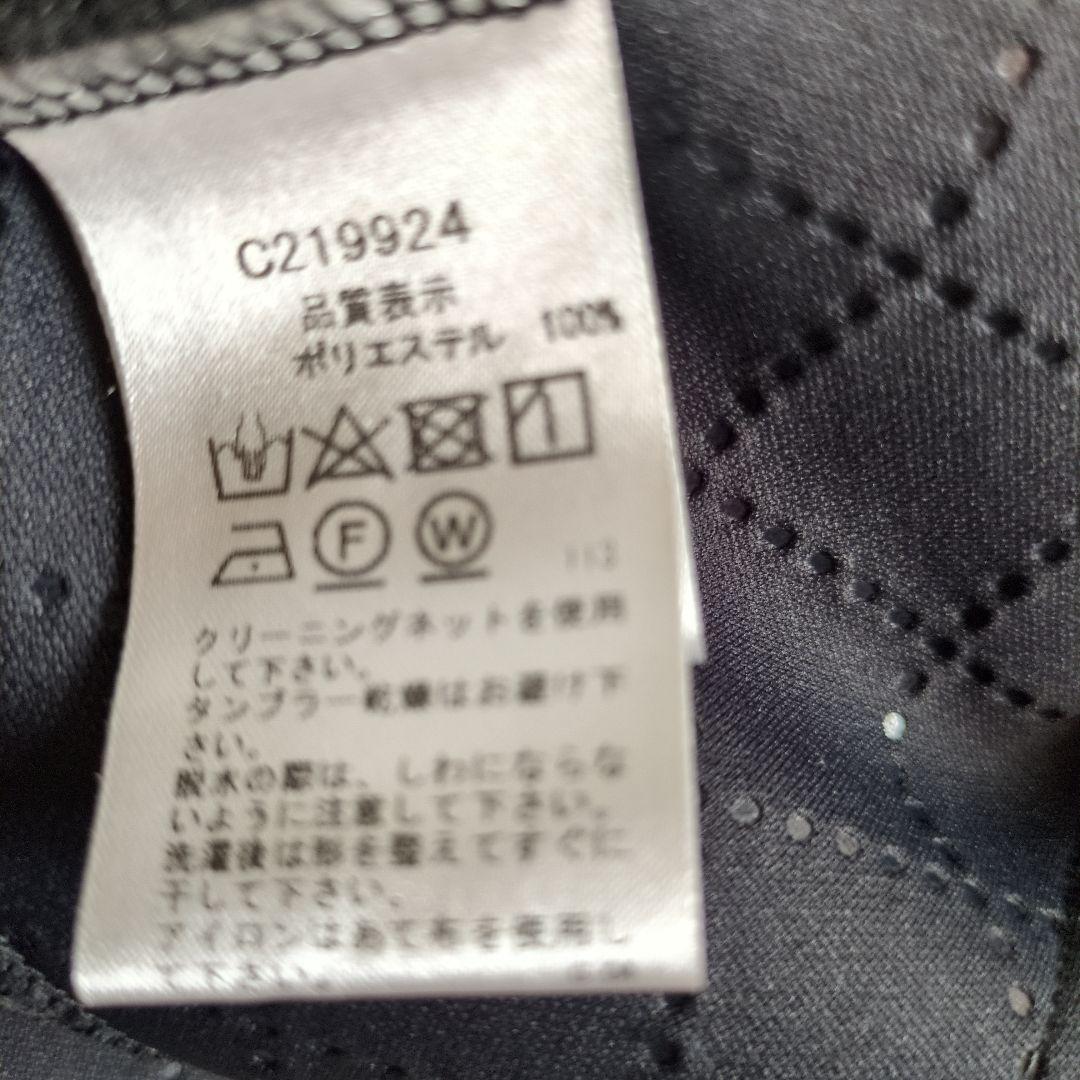 C219924
品質表示
ポリエステル 100%
F W
113
クリーニングネットを使用
して下さい。
タンブラー乾燥はお避け下
さい。
脱水の際は、しわにならな
いように注意して下さい。
洗濯後は形を整えてすぐに
干して下さい。
アイロンはあて布を使用し
て下さい。